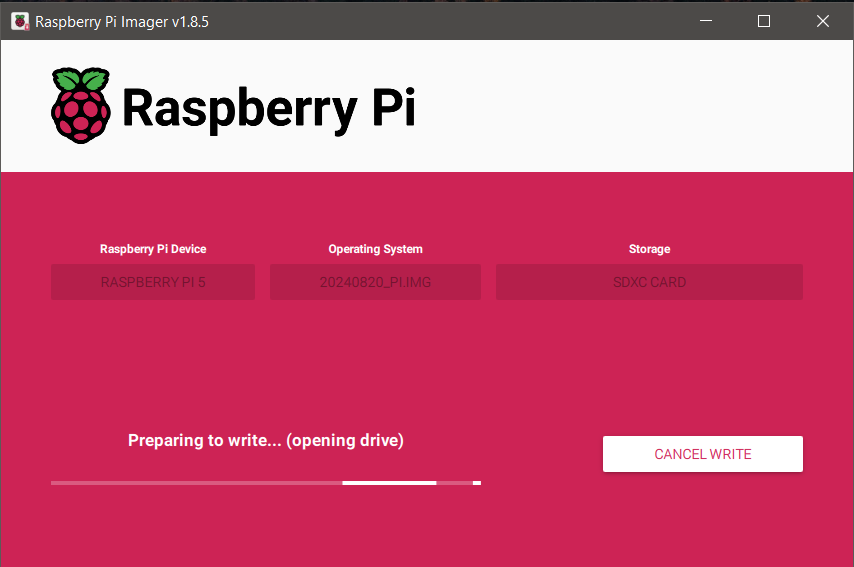 Raspberry Pi Imager v1.8.5
Raspberry Pi
Raspberry Pi Device
Operating System
Storage
RASPBERRY PI 5
20240820_PI.IMG
SDXC CARD
Preparing to write... (opening drive)
CANCEL WRITE